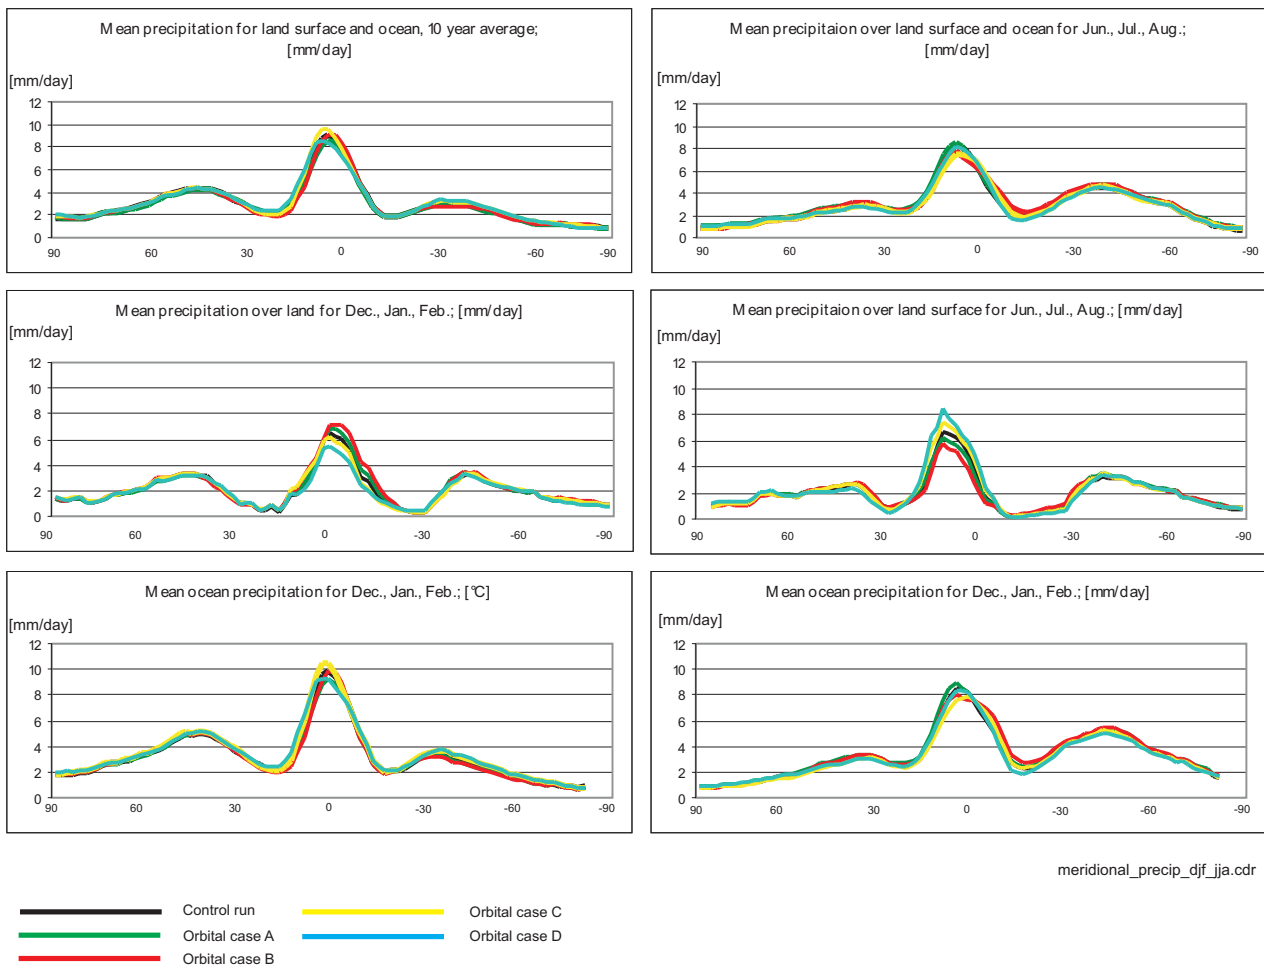 Mean precipitation for land surface and ocean, 10 year average;
[mm/day]
[mm/day]
12
10
8
6
4
2
0
90 60 30 0 -30 -60 -90
Mean precipitaion over land surface and ocean for Jun., Jul., Aug.;
[mm/day]
[mm/day]
12
10
8
6
4
2
0
90 60 30 0 -30 -60 -90
Mean precipitation over land for Dec., Jan., Feb.; [mm/day]
[mm/day]
12
10
8
6
4
2
0
90 60 30 0 -30 -60 -90
Mean precipitaion over land surface for Jun., Jul., Aug.; [mm/day]
[mm/day]
12
10
8
6
4
2
0
90 60 30 0 -30 -60 -90
Mean ocean precipitation for Dec., Jan., Feb.; [°C]
[mm/day]
12
10
8
6
4
2
0
90 60 30 0 -30 -60 -90
Mean ocean precipitation for Dec., Jan., Feb.; [mm/day]
[mm/day]
12
10
8
6
4
2
0
90 60 30 0 -30 -60 -90
meridional_precip_djf_jja.cdr
Control run
Orbital case A
Orbital case B
Orbital case C
Orbital case D